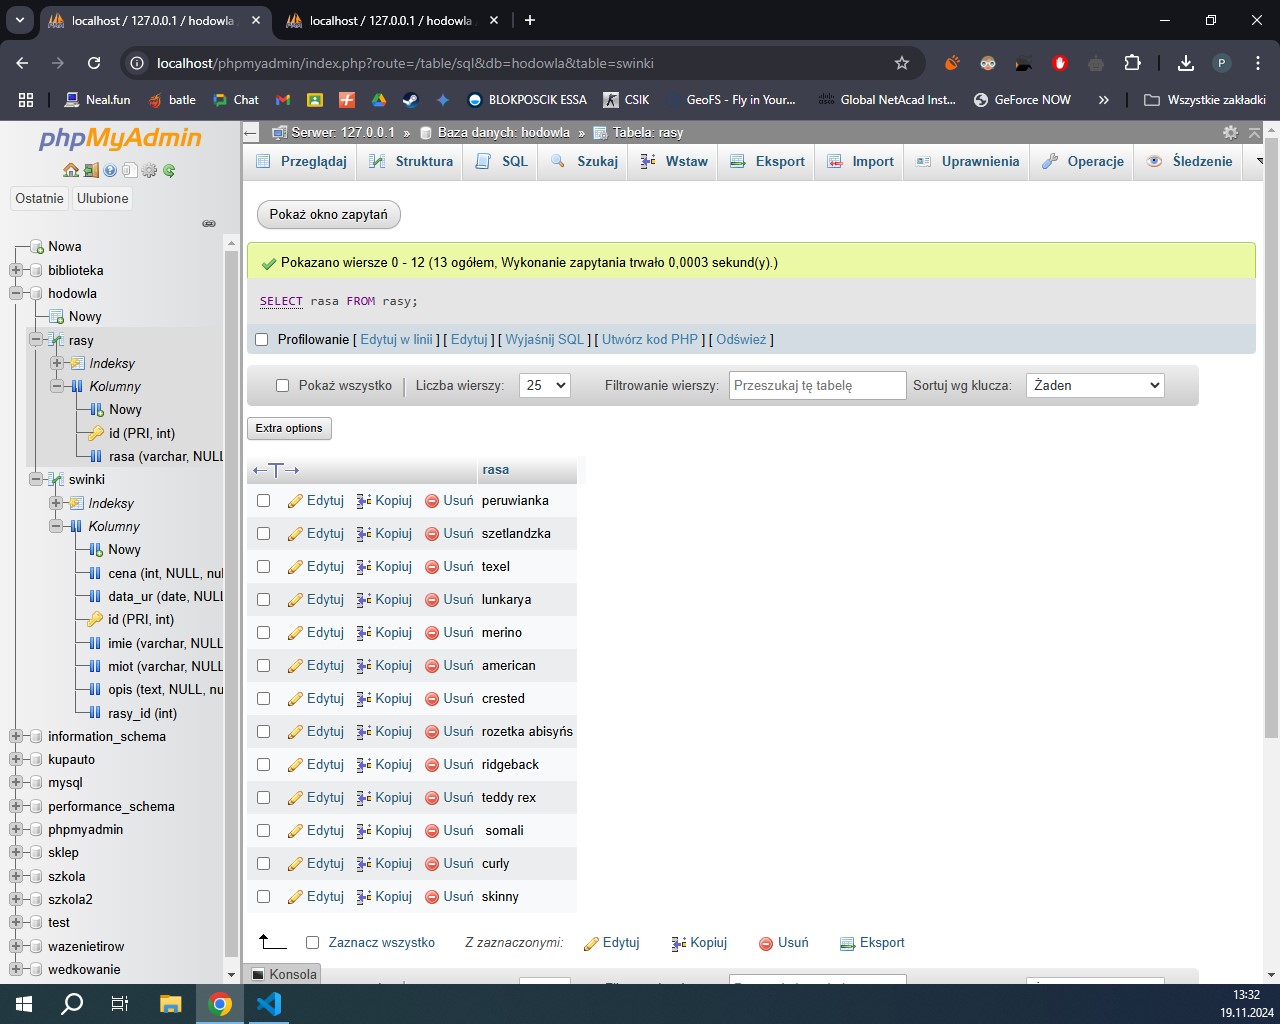 localhost / 127.0.0.1 / hodowla
localhost / 127.0.0.1 / hodowla
localhost/phpmyadmin/index.php?route=/table/sql&db=hodowla&table=swinki
P
Neal.fun
batle
Chat
BLOKPOSCIK ESSA
CSIK
GeoFS - Fly in Your...
Global NetAcad Inst...
GeForce NOW
Wszystkie zakładki
phpMyAdmin
Ostatnie
Ulubione
Nowa
biblioteka
hodowla
Nowy
rasy
Indeksy
Kolumny
Nowy
id (PRI, int)
rasa (varchar, NULL
swinki
Indeksy
Kolumny
Nowy
cena (int, NULL, nul
data_ur (date, NULL
id (PRI, int)
imie (varchar, NULL
miot (varchar, NULL
opis (text, NULL, nu
rasy_id (int)
information_schema
kupauto
mysql
performance_schema
phpmyadmin
sklep
szkola
szkola2
test
wazenietirow
wedkowanie
Serwer: 127.0.0.1 » Baza danych: hodowla » Tabela: rasy
Przeglądaj
Struktura
SQL
Szukaj
Wstaw
Eksport
Import
Uprawnienia
Operacje
Śledzenie
Pokaż okno zapytań
Pokazano wiersze 0 - 12 (13 ogółem, Wykonanie zapytania trwało 0,0003 sekund(y).)
SELECT rasa FROM rasy;
Profilowanie [ Edytuj w linii ] [ Edytuj ] [ Wyjaśnij SQL ] [ Utwórz kod PHP ] [ Odśwież ]
Pokaż wszystko
Liczba wierszy:
25
Filtrowanie wierszy:
Przeszukaj tę tabelę
Sortuj wg klucza:
Żaden
Extra options
←T→ rasa
Edytuj Kopiuj Usuń peruwianka
Edytuj Kopiuj Usuń szetlandzka
Edytuj Kopiuj Usuń texel
Edytuj Kopiuj Usuń lunkarya
Edytuj Kopiuj Usuń merino
Edytuj Kopiuj Usuń american
Edytuj Kopiuj Usuń crested
Edytuj Kopiuj Usuń rozetka abisyńs
Edytuj Kopiuj Usuń ridgeback
Edytuj Kopiuj Usuń teddy rex
Edytuj Kopiuj Usuń somali
Edytuj Kopiuj Usuń curly
Edytuj Kopiuj Usuń skinny
Zaznacz wszystko
Z zaznaczonymi:
Edytuj
Kopiuj
Usuń
Eksport
Konsola
13:32
19.11.2024